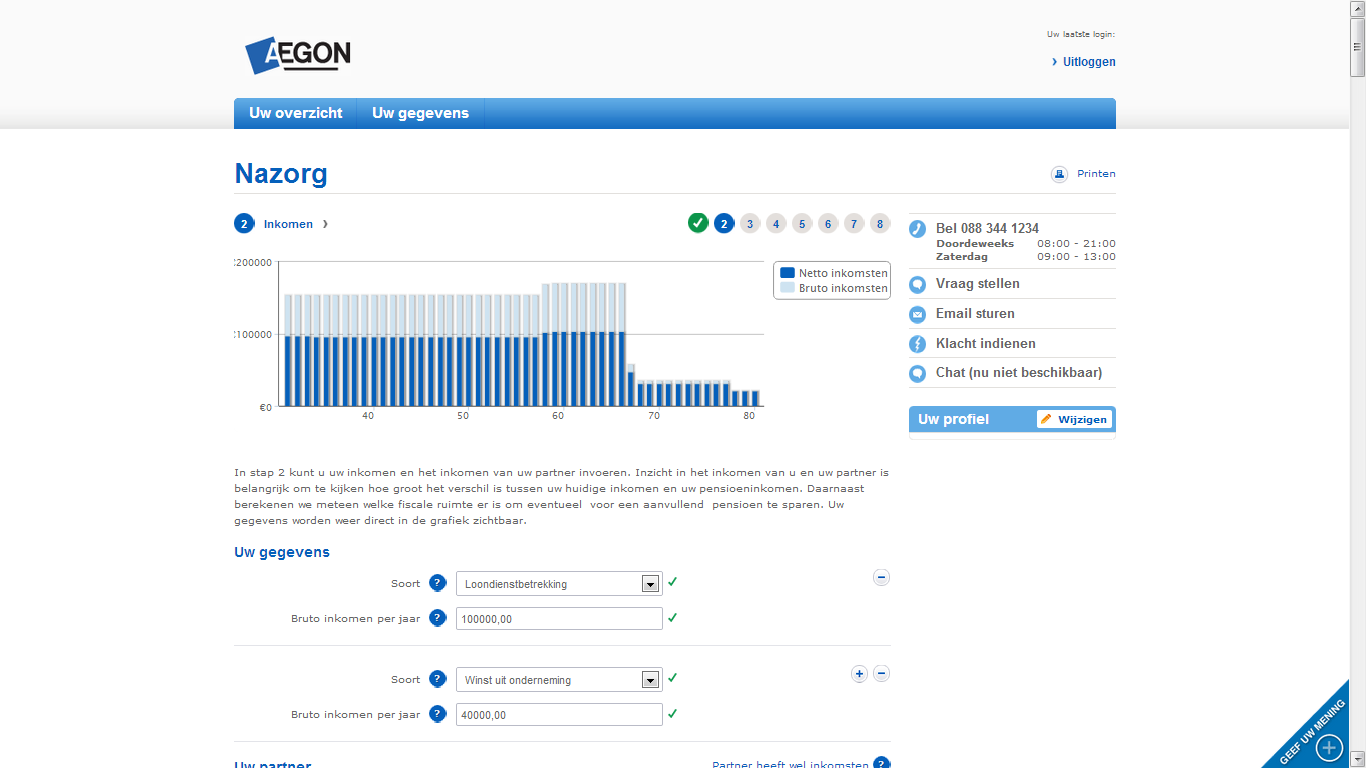 AEGON
Uw laatste login:
› Uitloggen
Uw overzicht Uw gegevens
Nazorg
Printen
2 Inkomen ›
2 3 4 5 6 7 8
200000
100000
€0
40 50 60 70 80
Netto inkomsten
Bruto inkomsten
Bel 088 344 1234
Doordeweeks 08:00 - 21:00
Zaterdag 09:00 - 13:00
Vraag stellen
Email sturen
Klacht indienen
Chat (nu niet beschikbaar)
Uw profiel Wijzigen
In stap 2 kunt u uw inkomen en het inkomen van uw partner invoeren. Inzicht in het inkomen van u en uw partner is
belangrijk om te kijken hoe groot het verschil is tussen uw huidige inkomen en uw pensioeninkomen. Daarnaast
berekenen we meteen welke fiscale ruimte er is om eventueel voor een aanvullend pensioen te sparen. Uw
gegevens worden weer direct in de grafiek zichtbaar.
Uw gegevens
Soort ? Loondienstbetrekking
Bruto inkomen per jaar ? 100000,00
Soort ? Winst uit onderneming
Bruto inkomen per jaar ? 40000,00
Uw partner Partner heeft wel inkomsten ?
GEEF UW MENING